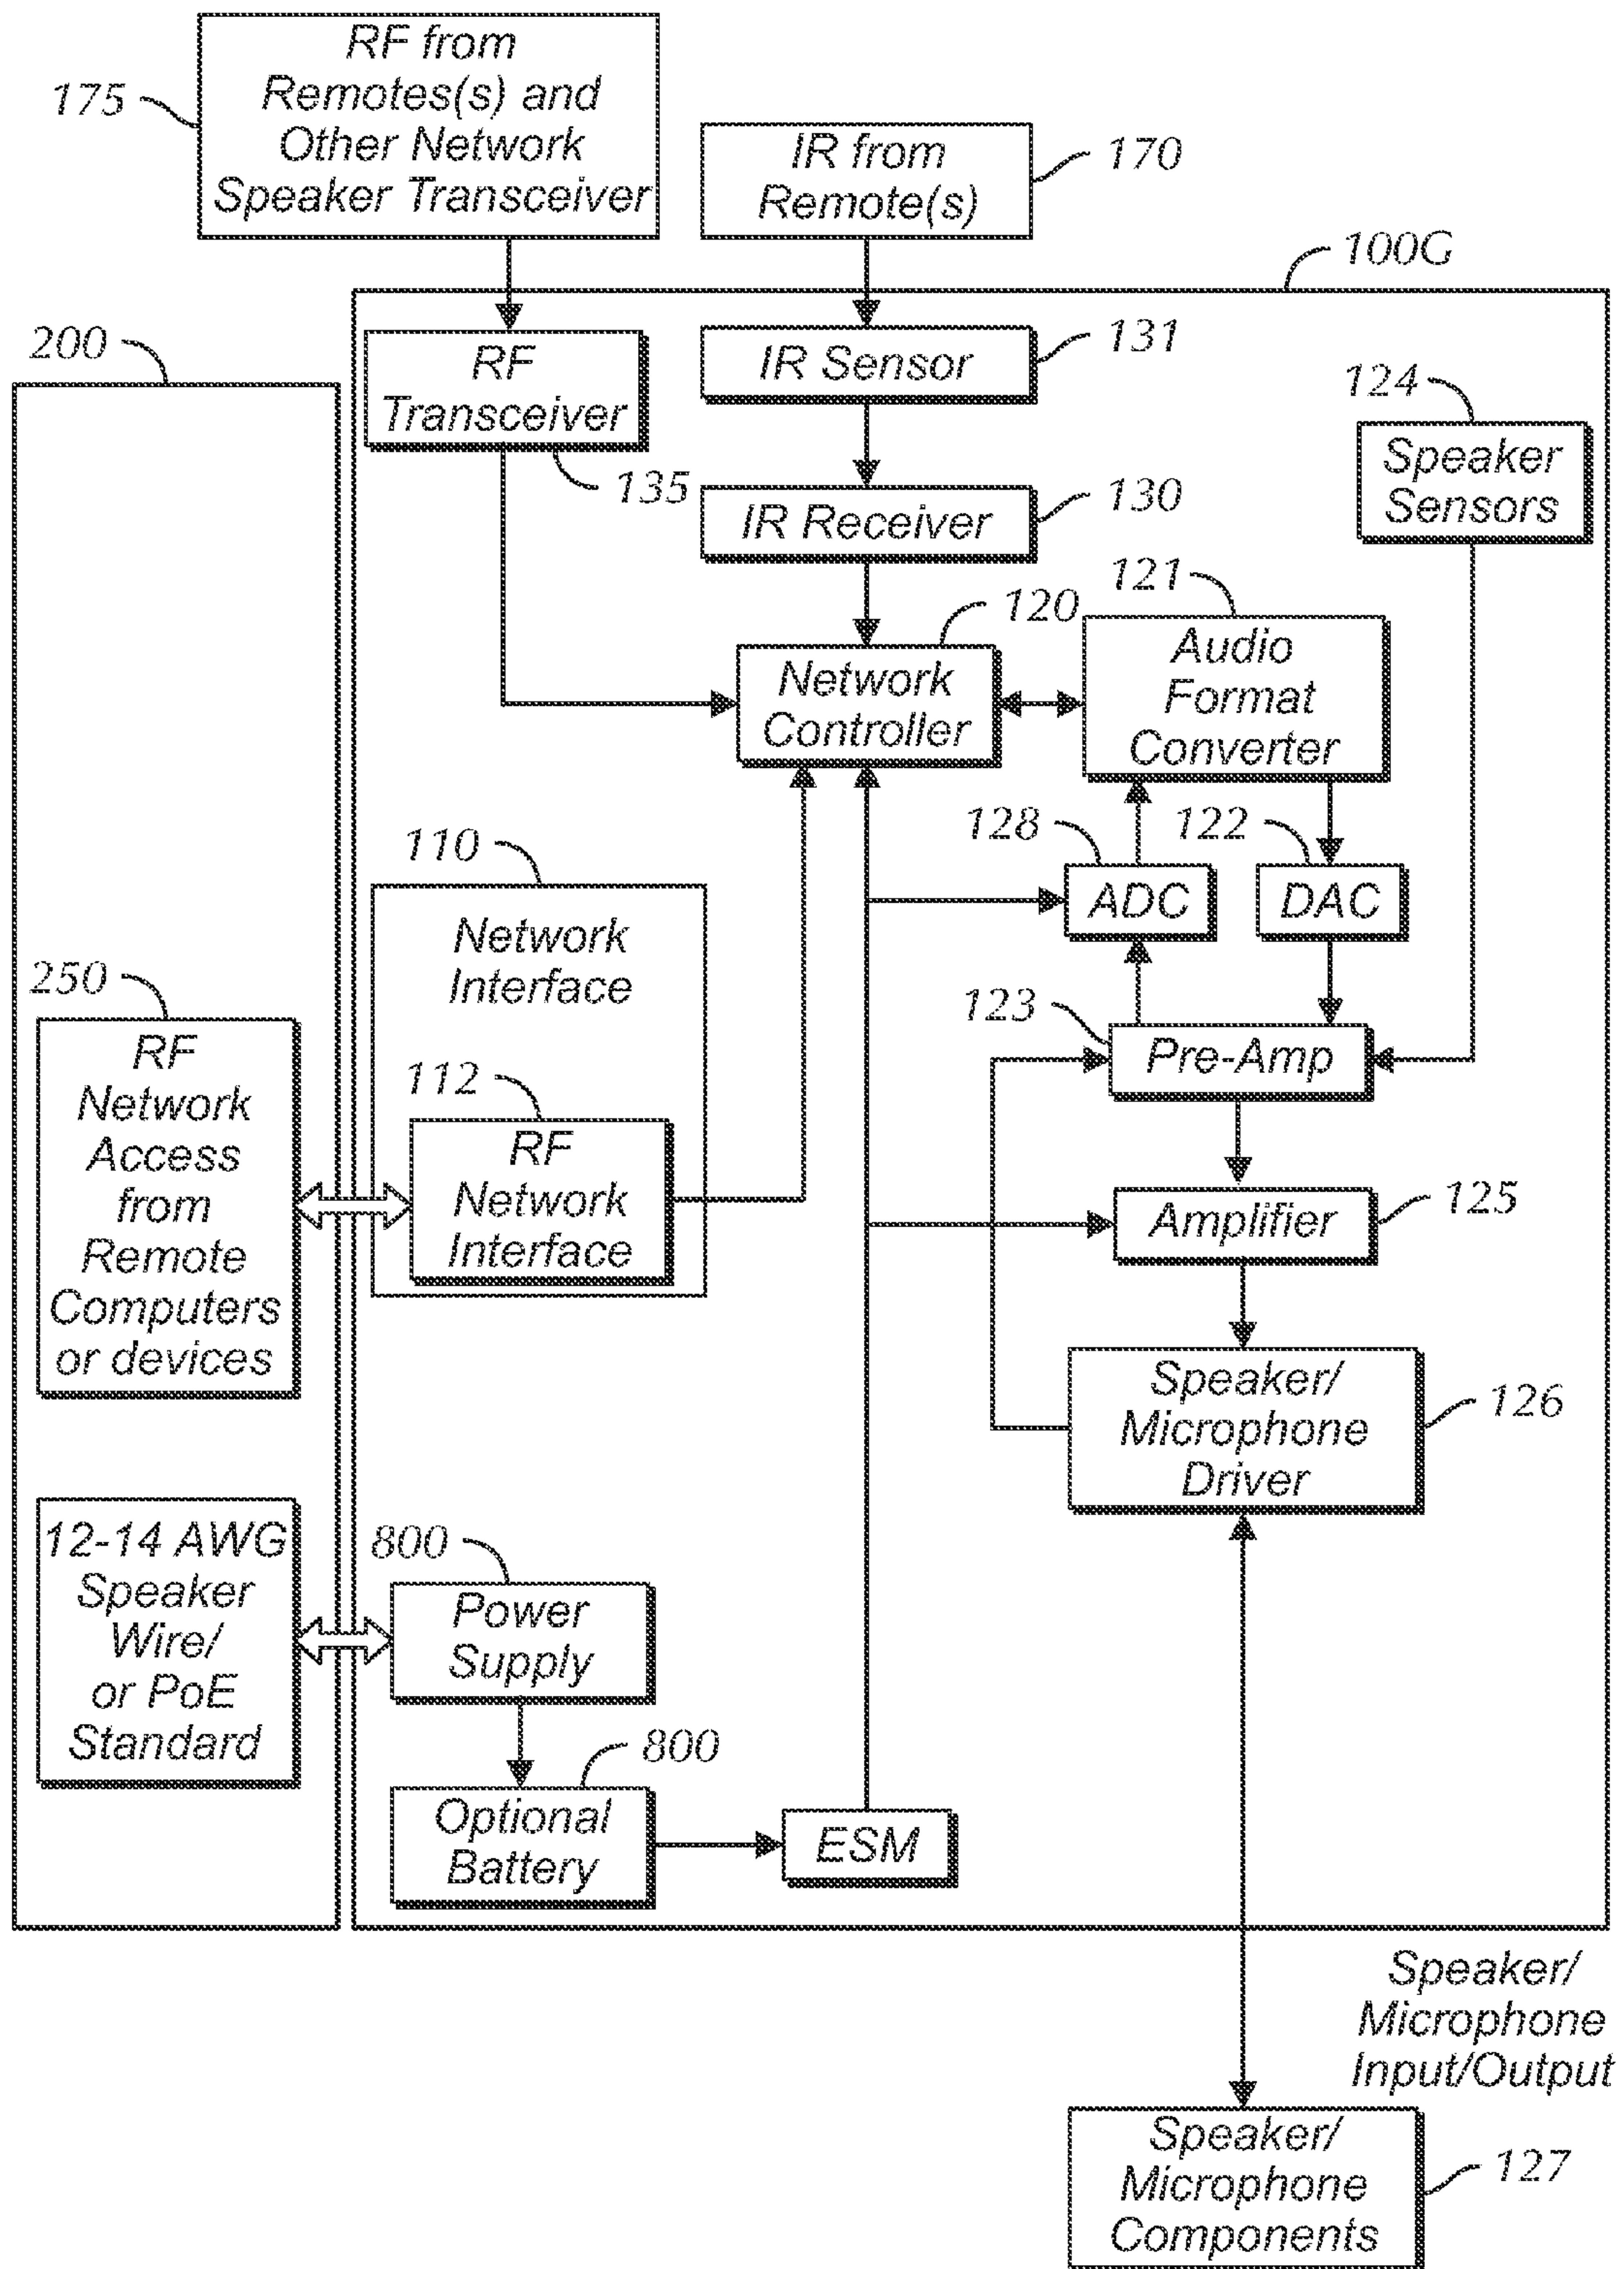 RF from
Remotes(s) and
Other Network
Speaker Transceiver
175
IR from
Remote(s)
170
100G
200
RF
Transceiver
135
IR Sensor
131
124
Speaker
Sensors
IR Receiver
130
120
Network
Controller
121
Audio
Format
Converter
110
Network
Interface
128
ADC
122
DAC
250
RF
Network
Access
from
Remote
Computers
or devices
112
RF
Network
Interface
123
Pre-Amp
Amplifier
125
Speaker/
Microphone
Driver
126
12-14 AWG
Speaker
Wire/
or PoE
Standard
800
Power
Supply
800
Optional
Battery
ESM
Speaker/
Microphone
Input/Output
Speaker/
Microphone
Components
127